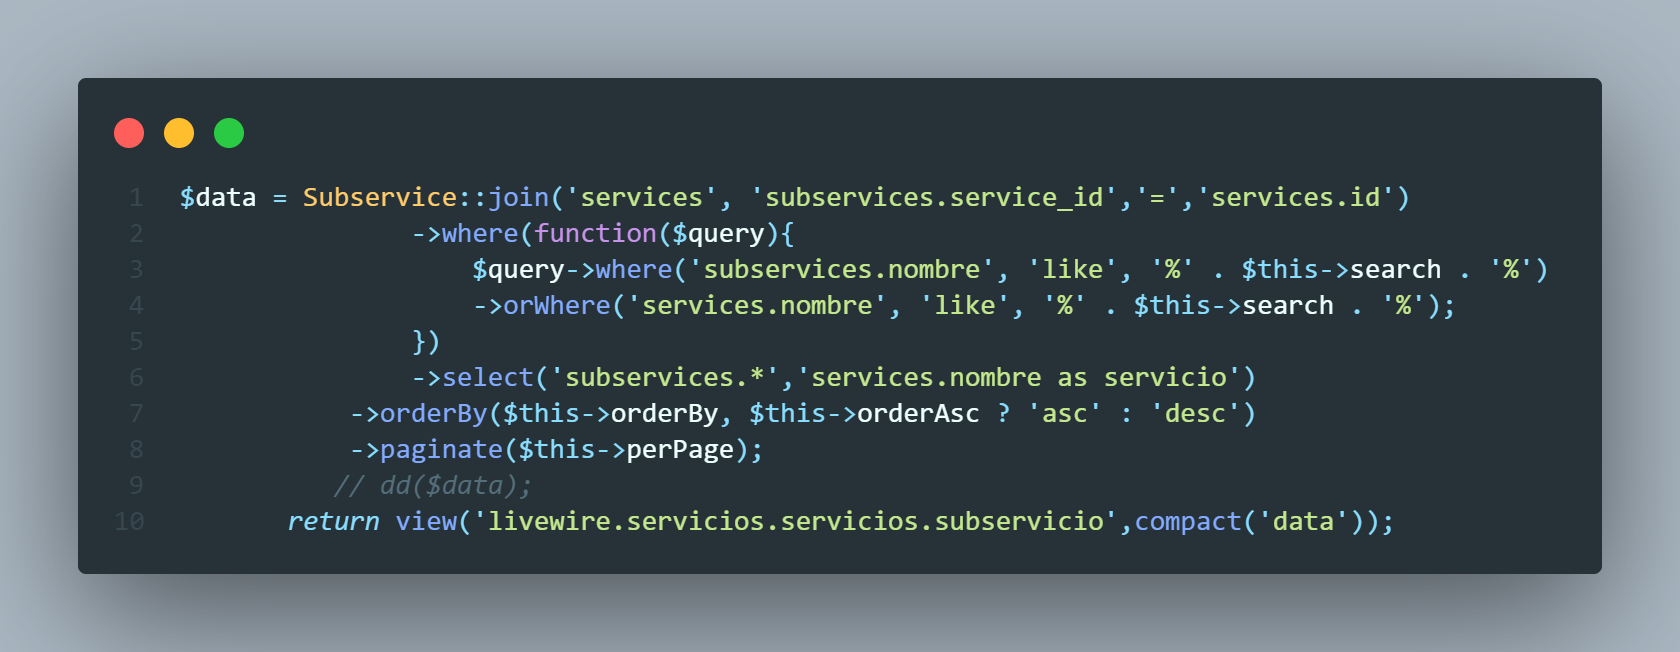 1 $data = Subservice::join('services', 'subservices.service_id','=','services.id')
2 ->where(function($query){
3 $query->where('subservices.nombre', 'like', '%' . $this->search . '%')
4 ->orWhere('services.nombre', 'like', '%' . $this->search . '%');
5 })
6 ->select('subservices.*','services.nombre as servicio')
7 ->orderBy($this->orderBy, $this->orderAsc ? 'asc' : 'desc')
8 ->paginate($this->perPage);
9 // dd($data);
10 return view('livewire.servicios.servicios.subservicio',compact('data'));